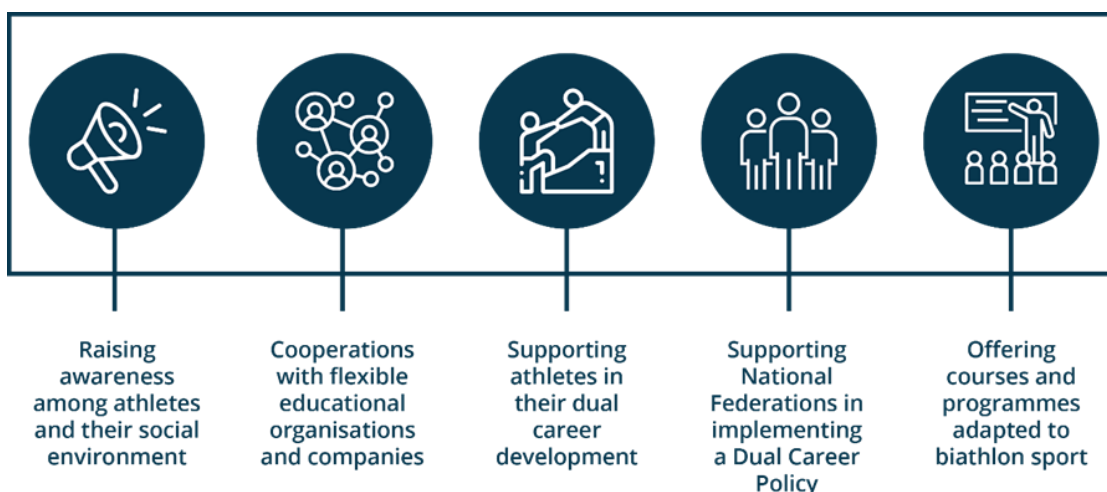 Raising
awareness
among athletes
and their social
environment
Cooperations
with flexible
educational
organisations
and companies
Supporting
athletes in
their dual
career
development
Supporting
National
Federations in
implementing
a Dual Career
Policy
Offering
courses and
programmes
adapted to
biathlon sport